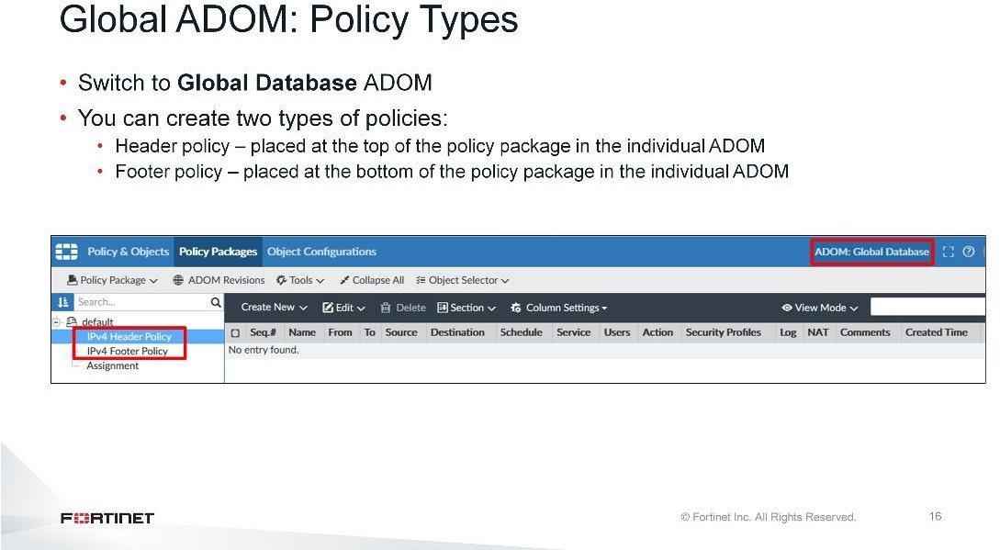 Global ADOM: Policy Types
• Switch to Global Database ADOM
• You can create two types of policies:
• Header policy – placed at the top of the policy package in the individual ADOM
• Footer policy – placed at the bottom of the policy package in the individual ADOM
Policy & Objects Policy Packages Object Configurations ADOM: Global Database
Policy Package ADOM Revisions Tools Collapse All Object Selector
Search... Create New Edit Delete Section Column Settings View Mode
default
Seq.# Name From To Source Destination Schedule Service Users Action Security Profiles Log NAT Comments Created Time
IPv4 Header Policy
IPv4 Footer Policy No entry found.
Assignment
FORTINET © Fortinet Inc. All Rights Reserved. 16